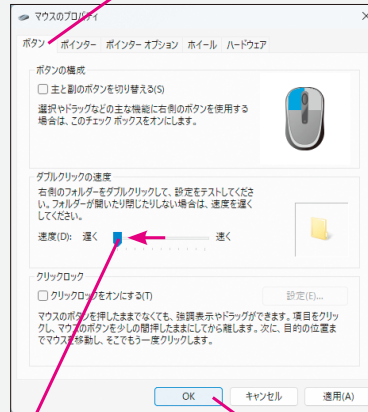 マウスのプロパティ
ボタン ポインター ポインター オプション ホイール ハードウェア
ボタンの構成
主と副のボタンを切り替える(S)
選択やドラッグなどの主な機能に右側のボタンを使用する
場合は、このチェック ボックスをオンにします。
ダブルクリックの速度
右側のフォルダーをダブルクリックして、設定をテストしてくださ
い。フォルダーが開いたり閉じたりしない場合は、速度を遅く
してください。
速度(D): 遅く 速く
クリックロック
クリックロックをオンにする(T) 設定(E)...
マウスのボタンを押したままでなくても、強調表示やドラッグができます。項目をクリッ
クし、マウスのボタンを少しの間押したままにしてから離します。次に、目的の位置ま
でマウスを移動し、そこでもう一度クリックします。
OK キャンセル 適用(A)